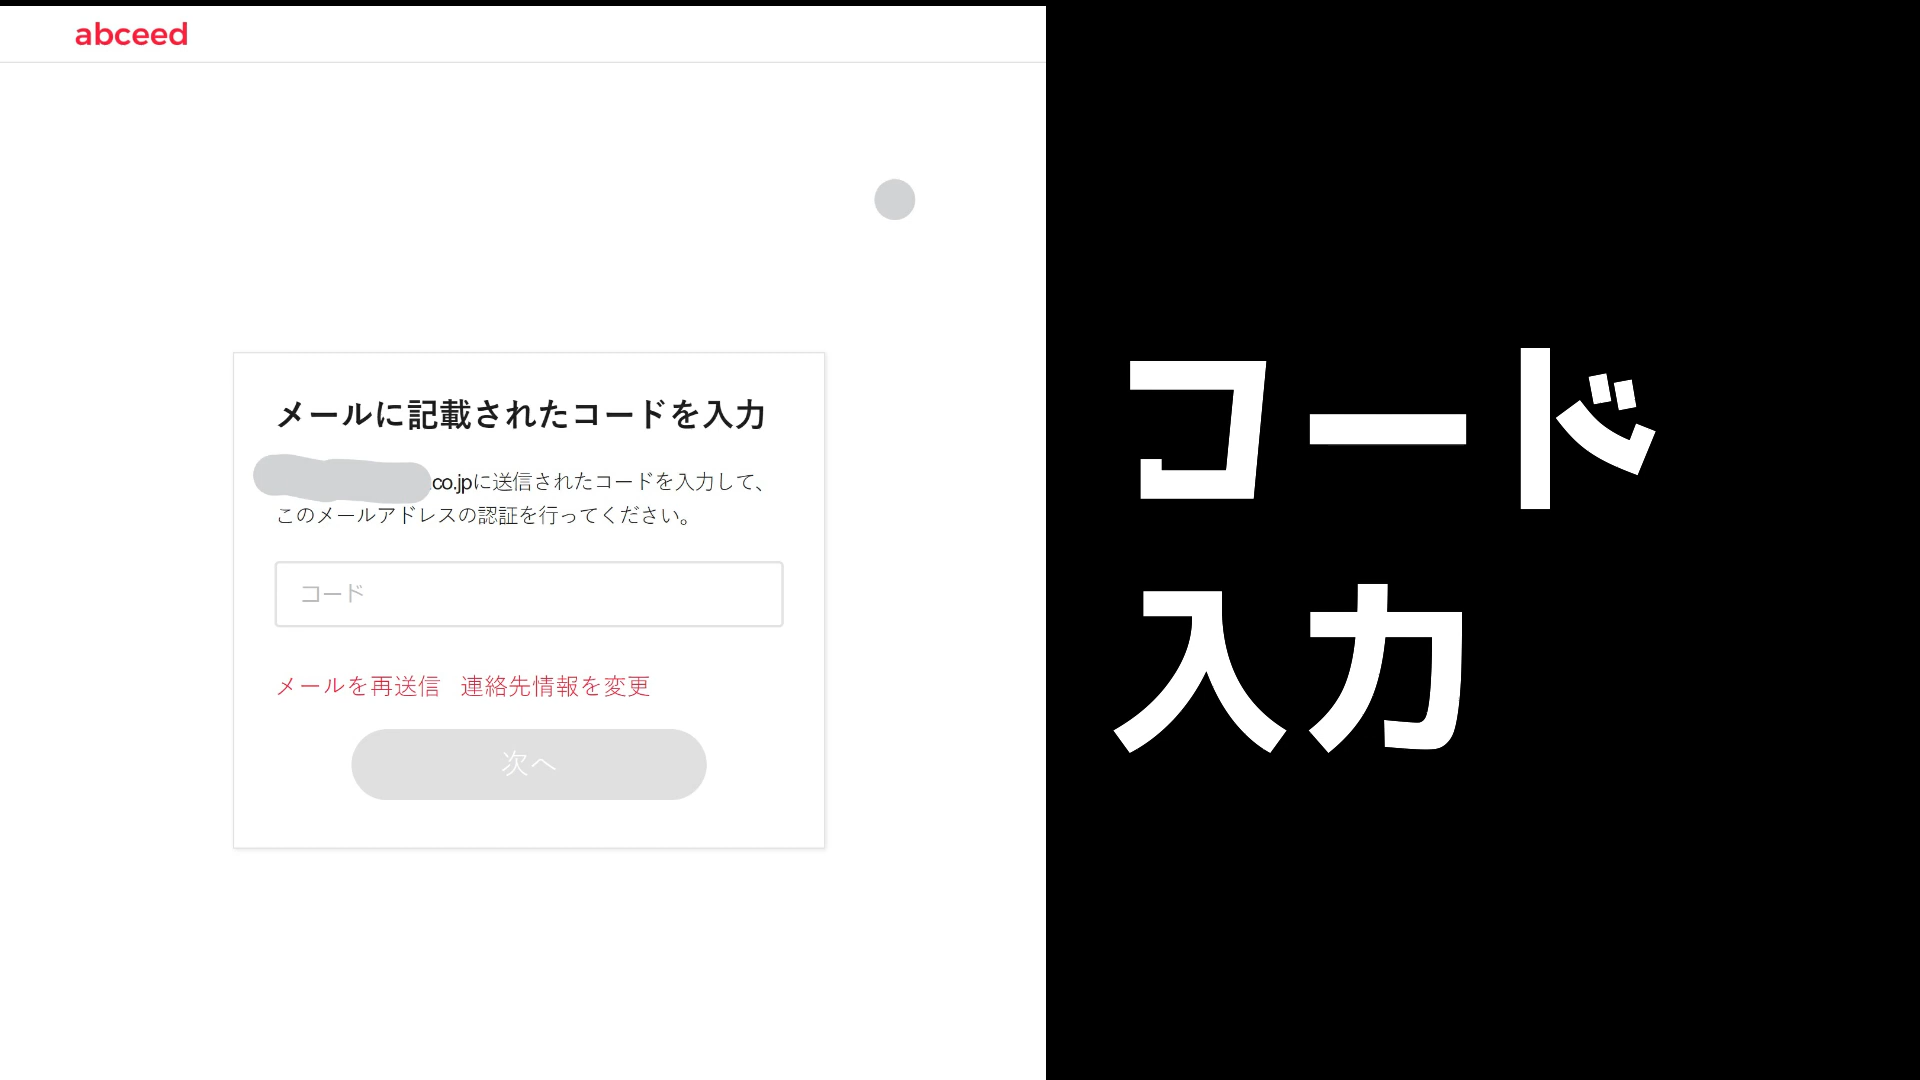 abceed
メールに記載されたコードを入力
co.jpに送信されたコードを入力して、
このメールアドレスの認証を行ってください。
コード
メールを再送信 連絡先情報を変更
次へ
コード
入力